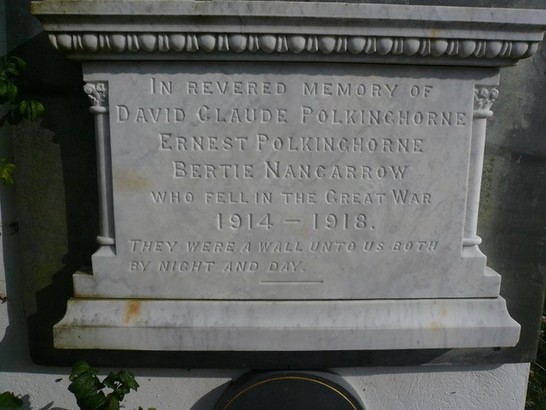 IN REVERED MEMORY OF
DAVID CLAUDE POLKINGHORNE
ERNEST POLKINGHORNE
BERTIE NANCARROW
WHO FELL IN THE GREAT WAR
1914 – 1918.
THEY WERE A WALL UNTO US BOTH
BY NIGHT AND DAY.